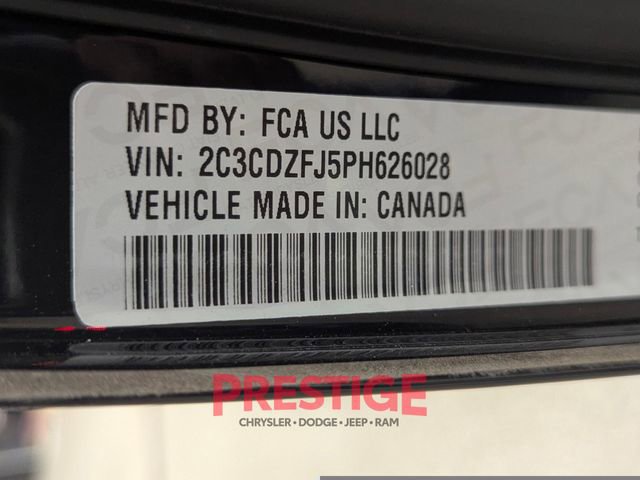 MFD BY: FCA US LLC
VIN: 2C3CDZFJ5PH626028
VEHICLE MADE IN: CANADA
PRESTIGE
CHRYSLER • DODGE • JEEP • RAM